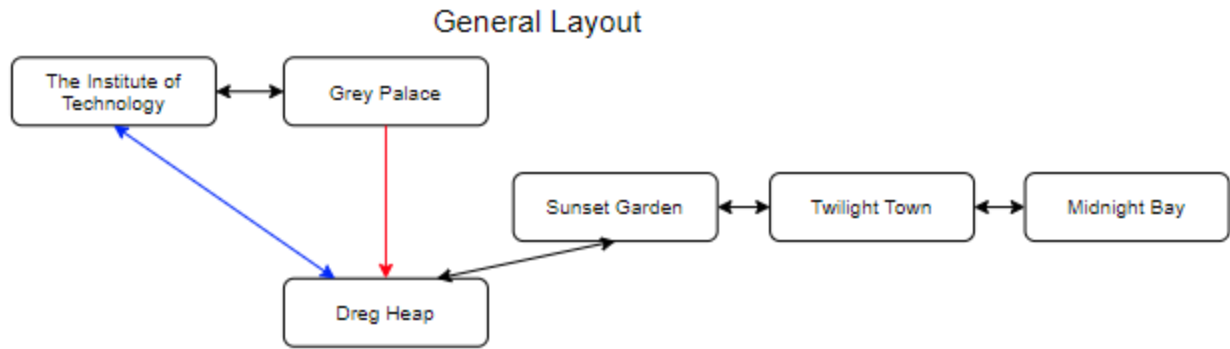 General Layout
The Institute of
Technology
Grey Palace
Sunset Garden
Twilight Town
Midnight Bay
Dreg Heap